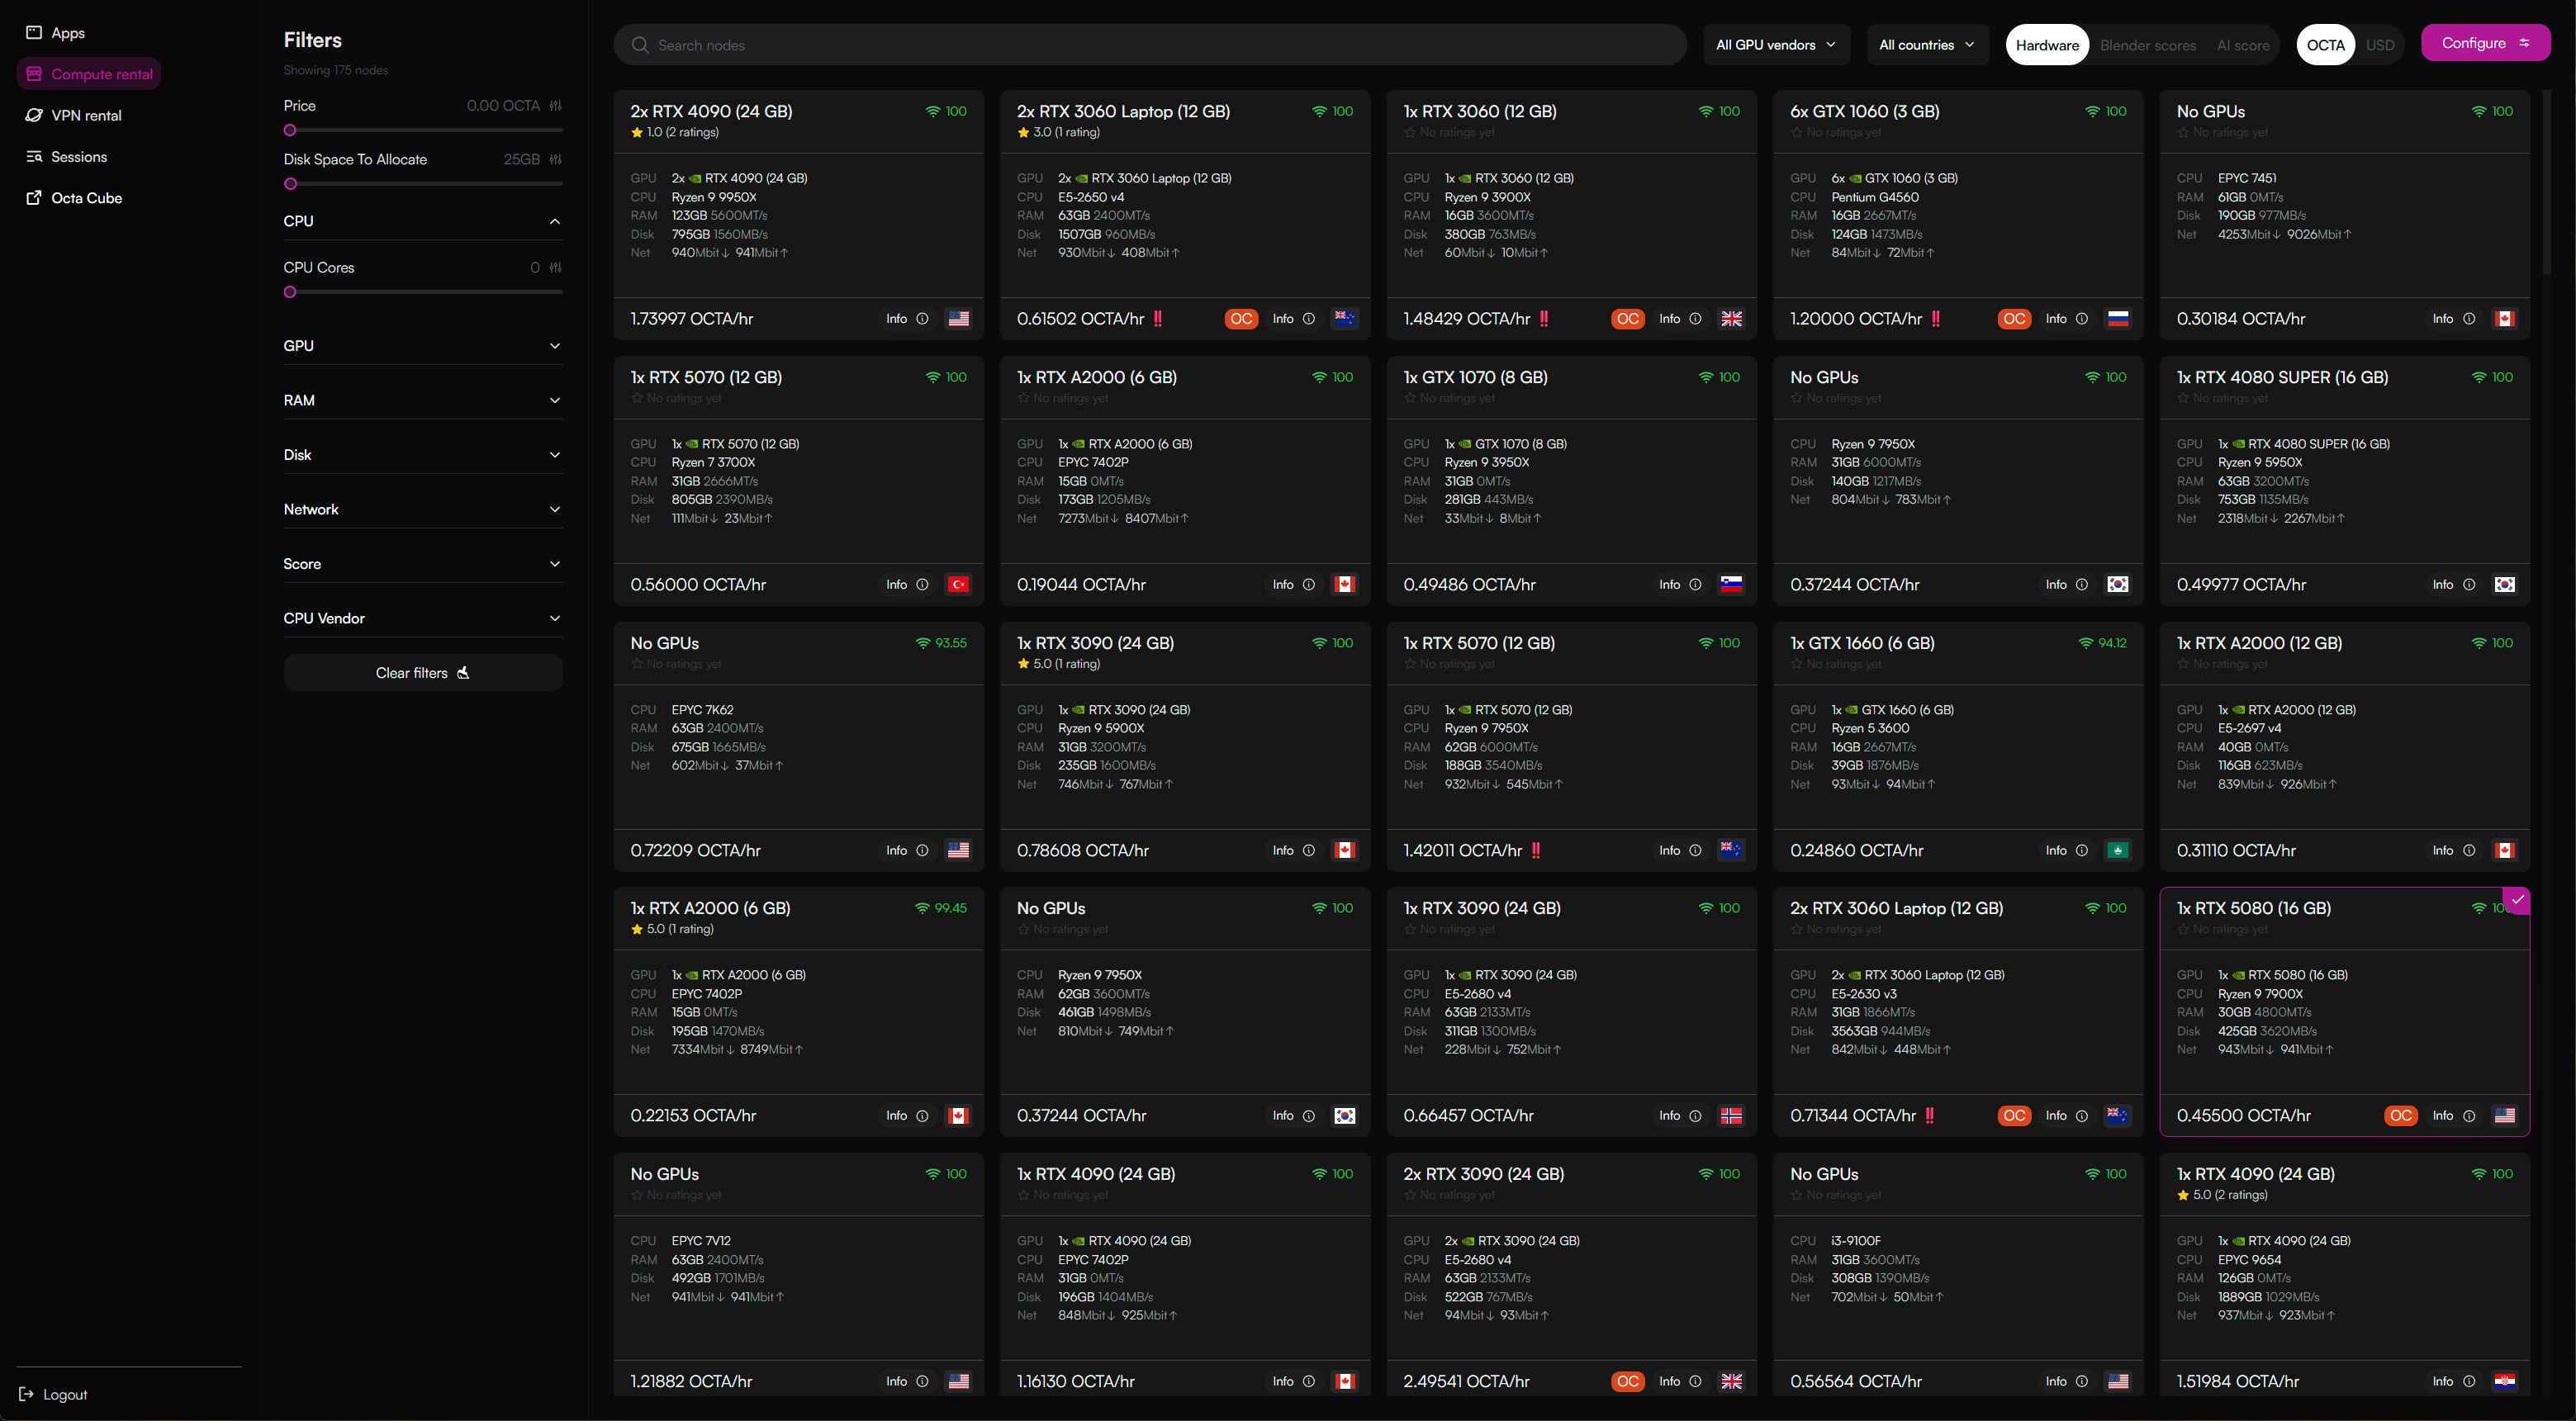 Apps
Compute rental
VPN rental
Sessions
Octa Cube
Logout
Filters
Showing 175 nodes
Price 0.00 OCTA
Disk Space To Allocate 25GB
CPU
CPU Cores 0
GPU
RAM
Disk
Network
Score
CPU Vendor
Clear filters
Search nodes
All GPU vendors
All countries
Hardware Blender scores AI score
OCTA USD
Configure
2x RTX 4090 (24 GB) 100
1.0 (2 ratings)
GPU 2x RTX 4090 (24 GB)
CPU Ryzen 9 9950X
RAM 123GB 5600MT/s
Disk 795GB 1560MB/s
Net 940Mbit↓ 941Mbit↑
1.73997 OCTA/hr Info
2x RTX 3060 Laptop (12 GB) 100
3.0 (1 rating)
GPU 2x RTX 3060 Laptop (12 GB)
CPU E5-2650 v4
RAM 63GB 2400MT/s
Disk 1507GB 960MB/s
Net 930Mbit↓ 408Mbit↑
0.61502 OCTA/hr ‼ OC Info
1x RTX 3060 (12 GB) 100
No ratings yet
GPU 1x RTX 3060 (12 GB)
CPU Ryzen 9 3900X
RAM 16GB 3600MT/s
Disk 380GB 763MB/s
Net 60Mbit↓ 10Mbit↑
1.48429 OCTA/hr ‼ OC Info
6x GTX 1060 (3 GB) 100
No ratings yet
GPU 6x GTX 1060 (3 GB)
CPU Pentium G4560
RAM 16GB 2667MT/s
Disk 124GB 1473MB/s
Net 84Mbit↓ 72Mbit↑
1.20000 OCTA/hr ‼ OC Info
No GPUs 100
No ratings yet
CPU EPYC 7451
RAM 61GB 0MT/s
Disk 190GB 977MB/s
Net 4253Mbit↓ 9026Mbit↑
0.30184 OCTA/hr Info
1x RTX 5070 (12 GB) 100
No ratings yet
GPU 1x RTX 5070 (12 GB)
CPU Ryzen 7 3700X
RAM 31GB 2666MT/s
Disk 805GB 2390MB/s
Net 111Mbit↓ 23Mbit↑
0.56000 OCTA/hr Info
1x RTX A2000 (6 GB) 100
No ratings yet
GPU 1x RTX A2000 (6 GB)
CPU EPYC 7402P
RAM 15GB 0MT/s
Disk 173GB 1205MB/s
Net 7273Mbit↓ 8407Mbit↑
0.19044 OCTA/hr Info
1x GTX 1070 (8 GB) 100
No ratings yet
GPU 1x GTX 1070 (8 GB)
CPU Ryzen 9 3950X
RAM 31GB 0MT/s
Disk 281GB 443MB/s
Net 33Mbit↓ 8Mbit↑
0.49486 OCTA/hr Info
No GPUs 100
No ratings yet
CPU Ryzen 9 7950X
RAM 31GB 6000MT/s
Disk 140GB 1217MB/s
Net 804Mbit↓ 783Mbit↑
0.37244 OCTA/hr Info
1x RTX 4080 SUPER (16 GB) 100
No ratings yet
GPU 1x RTX 4080 SUPER (16 GB)
CPU Ryzen 9 5950X
RAM 63GB 3200MT/s
Disk 753GB 1135MB/s
Net 2318Mbit↓ 2267Mbit↑
0.49977 OCTA/hr Info
No GPUs 93.55
No ratings yet
CPU EPYC 7K62
RAM 63GB 2400MT/s
Disk 675GB 1665MB/s
Net 602Mbit↓ 37Mbit↑
0.72209 OCTA/hr Info
1x RTX 3090 (24 GB) 100
5.0 (1 rating)
GPU 1x RTX 3090 (24 GB)
CPU Ryzen 9 5900X
RAM 31GB 3200MT/s
Disk 235GB 1600MB/s
Net 746Mbit↓ 767Mbit↑
0.78608 OCTA/hr Info
1x RTX 5070 (12 GB) 100
No ratings yet
GPU 1x RTX 5070 (12 GB)
CPU Ryzen 9 7950X
RAM 62GB 6000MT/s
Disk 188GB 3540MB/s
Net 932Mbit↓ 545Mbit↑
1.42011 OCTA/hr ‼ Info
1x GTX 1660 (6 GB) 94.12
No ratings yet
GPU 1x GTX 1660 (6 GB)
CPU Ryzen 5 3600
RAM 16GB 2667MT/s
Disk 39GB 1876MB/s
Net 93Mbit↓ 94Mbit↑
0.24860 OCTA/hr Info
1x RTX A2000 (12 GB) 100
No ratings yet
GPU 1x RTX A2000 (12 GB)
CPU E5-2697 v4
RAM 40GB 0MT/s
Disk 116GB 623MB/s
Net 839Mbit↓ 926Mbit↑
0.31110 OCTA/hr Info
1x RTX A2000 (6 GB) 99.45
5.0 (1 rating)
GPU 1x RTX A2000 (6 GB)
CPU EPYC 7402P
RAM 15GB 0MT/s
Disk 195GB 1470MB/s
Net 7334Mbit↓ 8749Mbit↑
0.22153 OCTA/hr Info
No GPUs 100
No ratings yet
CPU Ryzen 9 7950X
RAM 62GB 3600MT/s
Disk 461GB 1498MB/s
Net 810Mbit↓ 749Mbit↑
0.37244 OCTA/hr Info
1x RTX 3090 (24 GB) 100
No ratings yet
GPU 1x RTX 3090 (24 GB)
CPU E5-2680 v4
RAM 63GB 2133MT/s
Disk 311GB 1300MB/s
Net 228Mbit↓ 752Mbit↑
0.66457 OCTA/hr Info
2x RTX 3060 Laptop (12 GB) 100
No ratings yet
GPU 2x RTX 3060 Laptop (12 GB)
CPU E5-2630 v3
RAM 31GB 1866MT/s
Disk 3563GB 944MB/s
Net 842Mbit↓ 448Mbit↑
0.71344 OCTA/hr ‼ OC Info
1x RTX 5080 (16 GB) 100
No ratings yet
GPU 1x RTX 5080 (16 GB)
CPU Ryzen 9 7900X
RAM 30GB 4800MT/s
Disk 425GB 3620MB/s
Net 943Mbit↓ 941Mbit↑
0.45500 OCTA/hr OC Info
No GPUs 100
No ratings yet
CPU EPYC 7V12
RAM 63GB 2400MT/s
Disk 492GB 1701MB/s
Net 941Mbit↓ 941Mbit↑
1.21882 OCTA/hr Info
1x RTX 4090 (24 GB) 100
No ratings yet
GPU 1x RTX 4090 (24 GB)
CPU EPYC 7402P
RAM 31GB 0MT/s
Disk 196GB 1404MB/s
Net 848Mbit↓ 925Mbit↑
1.16130 OCTA/hr Info
2x RTX 3090 (24 GB) 100
No ratings yet
GPU 2x RTX 3090 (24 GB)
CPU E5-2680 v4
RAM 63GB 2133MT/s
Disk 522GB 767MB/s
Net 94Mbit↓ 93Mbit↑
2.49541 OCTA/hr OC Info
No GPUs 100
No ratings yet
CPU i3-9100F
RAM 31GB 3600MT/s
Disk 308GB 1390MB/s
Net 702Mbit↓ 50Mbit↑
0.56564 OCTA/hr Info
1x RTX 4090 (24 GB) 100
5.0 (2 ratings)
GPU 1x RTX 4090 (24 GB)
CPU EPYC 9654
RAM 126GB 0MT/s
Disk 1889GB 1029MB/s
Net 937Mbit↓ 923Mbit↑
1.51984 OCTA/hr Info